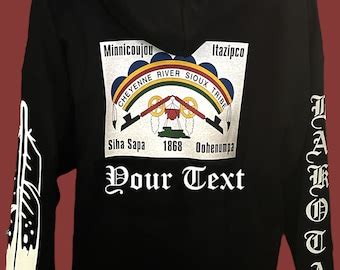 Minnicoujou Itazipco
CHEYENNE RIVER SIOUX TRIBE
Siha Sapa 1868 Oohenumpa
Your Text
LAKOTA